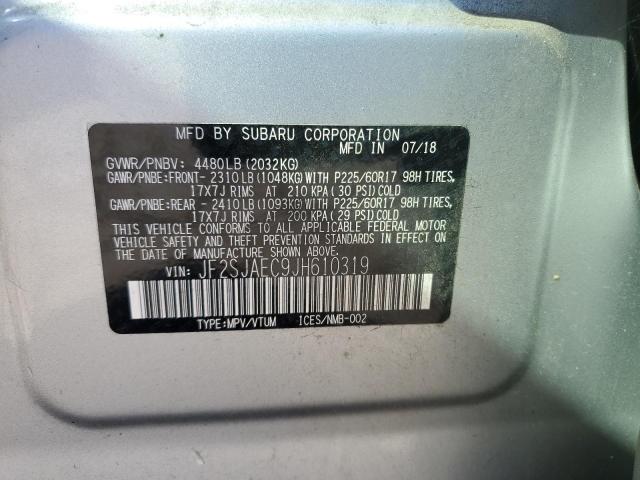 MFD BY SUBARU CORPORATION
MFD IN 07/18
GVWR/PNBV: 4480LB (2032KG)
GAWR/PNBE:FRONT- 2310LB (1048KG) WITH P225/60R17 98H TIRES,
17X7J RIMS AT 210 KPA (30 PSI) COLD
GAWR/PNBE:REAR - 2410LB (1093KG) WITH P225/60R17 98H TIRES,
17X7J RIMS AT 200 KPA (29 PSI) COLD
THIS VEHICLE CONFORMS TO ALL APPLICABLE FEDERAL MOTOR
VEHICLE SAFETY AND THEFT PREVENTION STANDARDS IN EFFECT ON
THE DATE OF MANUFACTURE SHOWN ABOVE.
VIN: JF2SJAEC9JH610319
TYPE:MPV/VTUM ICES/NMB-002